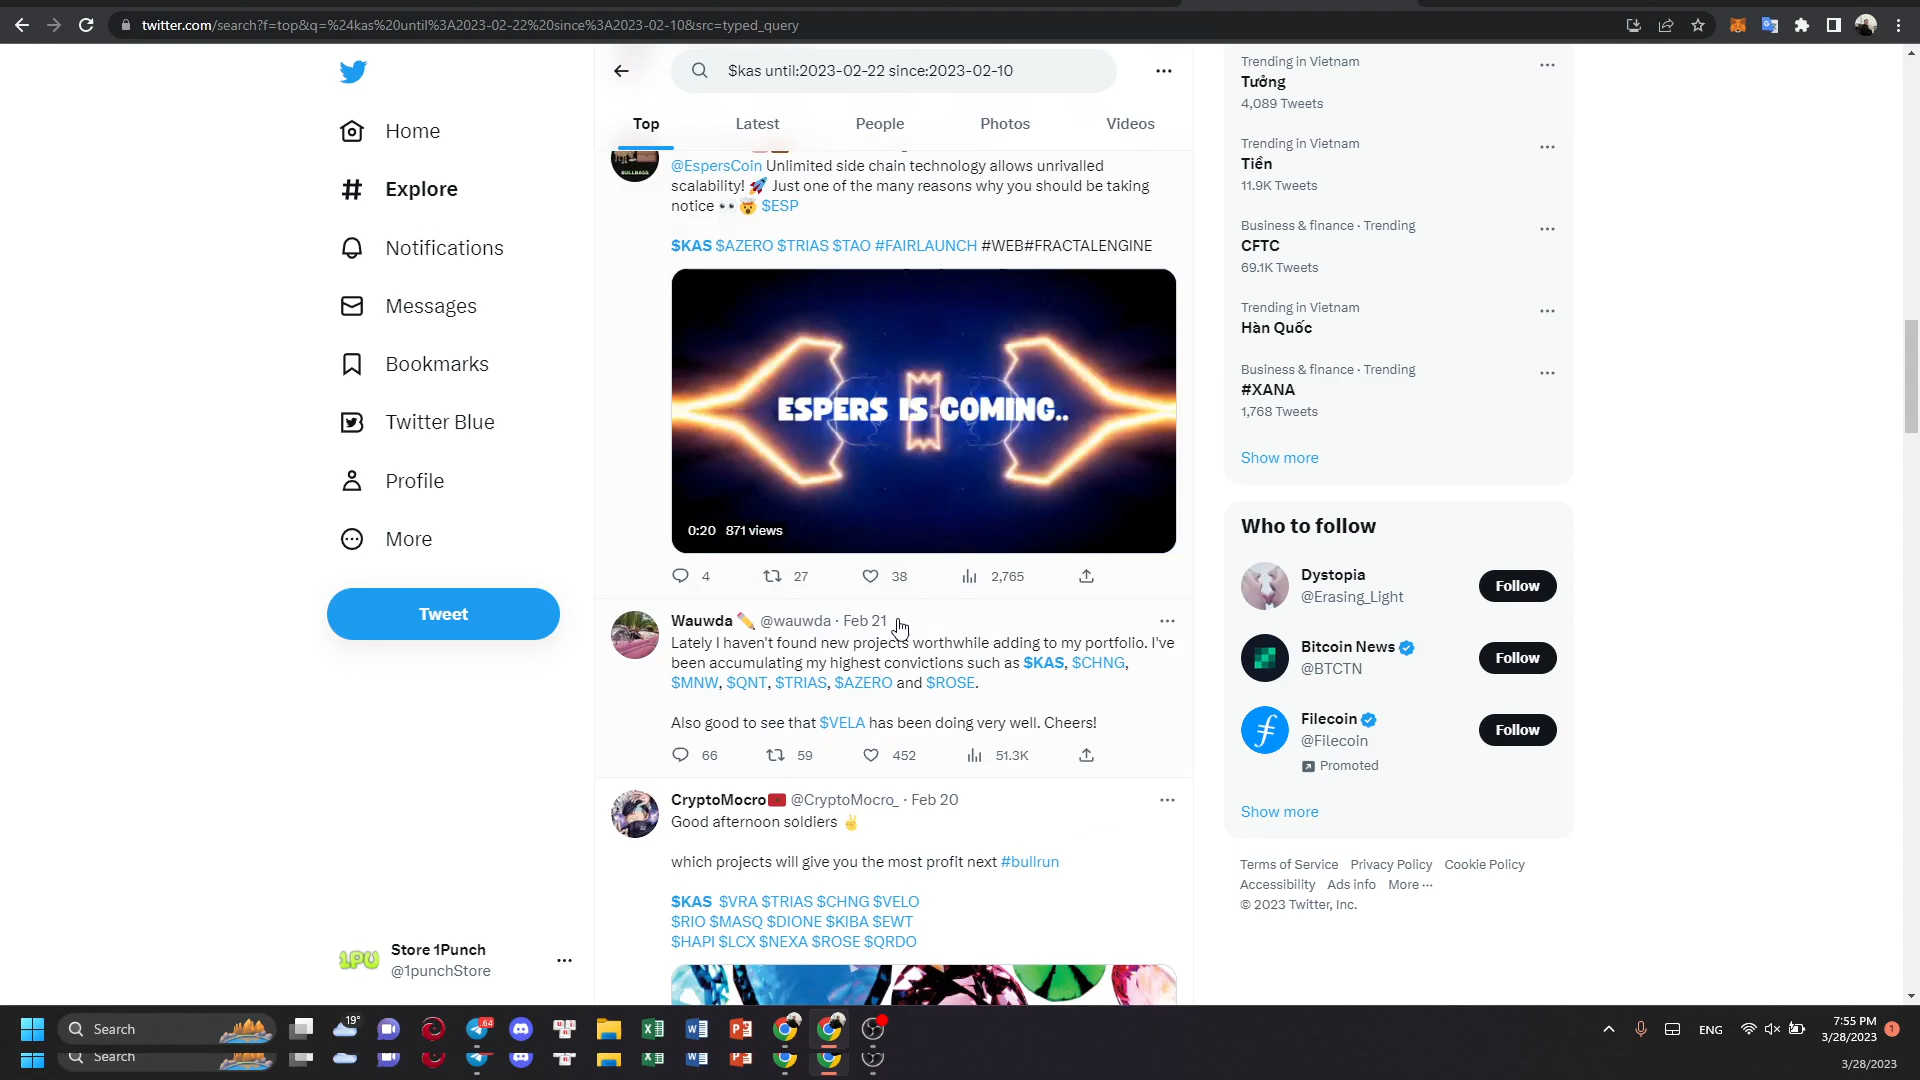 twitter.com/search?f=top&q=%24kas%20until%3A2023-02-22%20since%3A2023-02-10&src=typed_query
Home
Explore
Notifications
Messages
Bookmarks
Twitter Blue
Profile
More
Tweet
Store 1Punch
@1punchStore
1PU
$kas until:2023-02-22 since:2023-02-10
Top
Latest
People
Photos
Videos
BULLBASS
@EspersCoin Unlimited side chain technology allows unrivalled
scalability! 🚀 Just one of the many reasons why you should be taking
notice 👀🤯 $ESP
$KAS $AZERO $TRIAS $TAO #FAIRLAUNCH #WEB#FRACTALENGINE
ESPERS IS COMING..
0:20 871 views
4 27 38 2,765
Wauwda ✏️ @wauwda · Feb 21
Lately I haven't found new projects worthwhile adding to my portfolio. I've
been accumulating my highest convictions such as $KAS, $CHNG,
$MNW, $QNT, $TRIAS, $AZERO and $ROSE.
Also good to see that $VELA has been doing very well. Cheers!
66 59 452 51.3K
CryptoMocro🇲🇦 @CryptoMocro_ · Feb 20
Good afternoon soldiers ✌️
which projects will give you the most profit next #bullrun
$KAS $VRA $TRIAS $CHNG $VELO
$RIO $MASQ $DIONE $KIBA $EWT
$HAPI $LCX $NEXA $ROSE $QRDO
Trending in Vietnam
Tưởng
4,089 Tweets
Trending in Vietnam
Tiền
11.9K Tweets
Business & finance · Trending
CFTC
69.1K Tweets
Trending in Vietnam
Hàn Quốc
Business & finance · Trending
#XANA
1,768 Tweets
Show more
Who to follow
Dystopia
@Erasing_Light
Follow
Bitcoin News
@BTCTN
Follow
Filecoin
@Filecoin
Promoted
Follow
Show more
Terms of Service Privacy Policy Cookie Policy
Accessibility Ads info More ···
© 2023 Twitter, Inc.
Search
19°
64
ENG
7:55 PM
3/28/2023
1
Search
3/28/2023